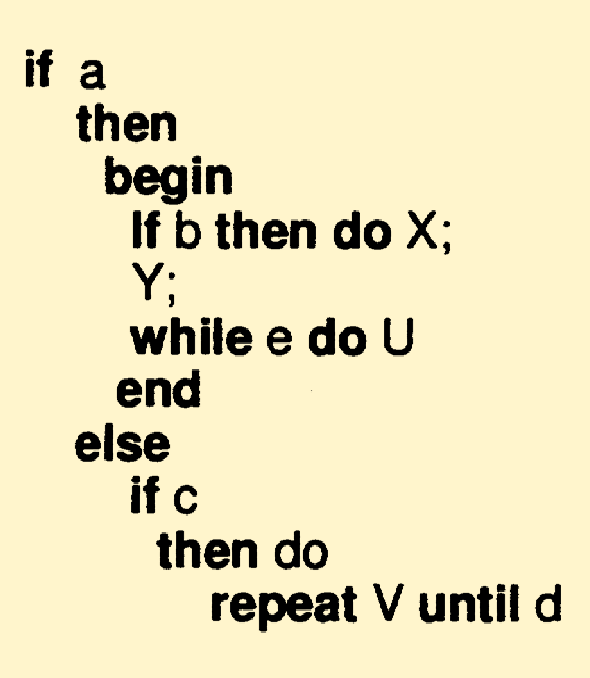 if a
then
begin
If b then do X;
Y;
while e do U
end
else
if c
then do
repeat V until d